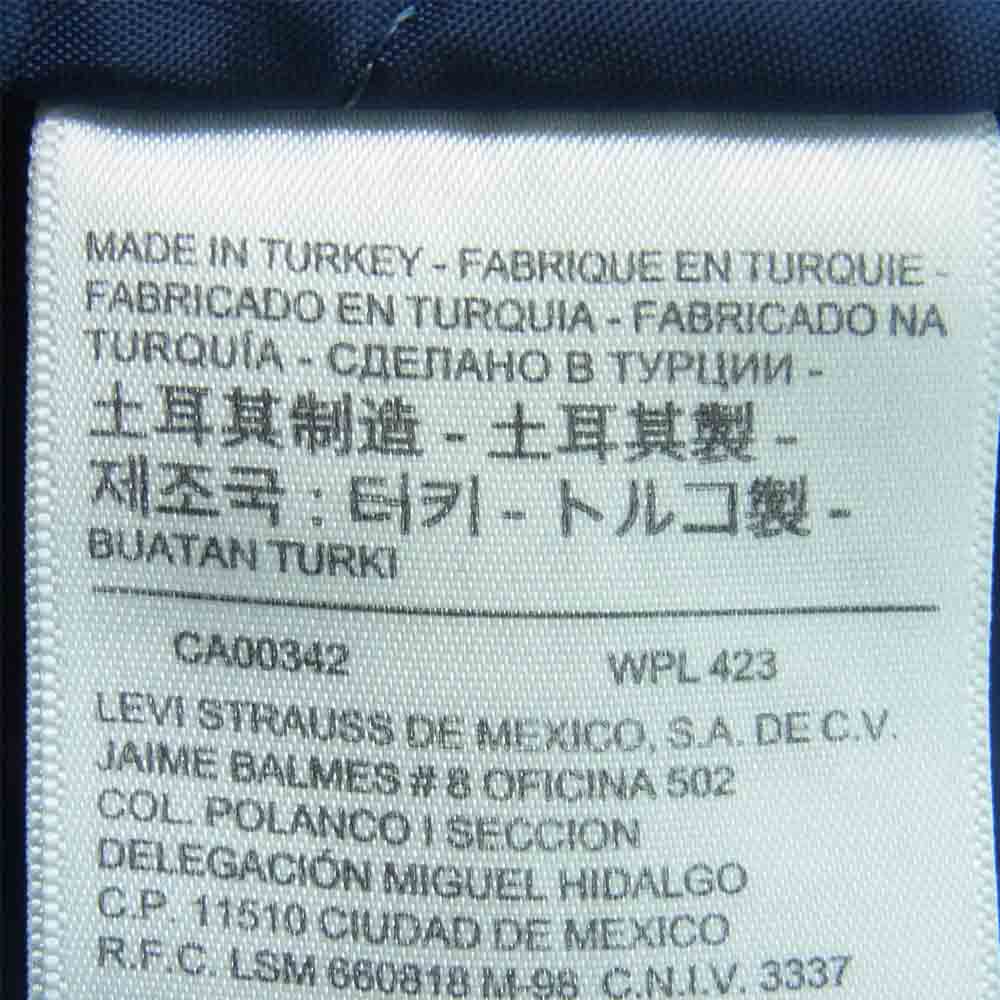 MADE IN TURKEY - FABRIQUE EN TURQUIE -
FABRICADO EN TURQUIA - FABRICADO NA
TURQUÍA - СДЕЛАНО В ТУРЦИИ -
土耳其制造 - 土耳其製 -
제조국 : 터키 - トルコ製 -
BUATAN TURKI
CA00342 WPL 423
LEVI STRAUSS DE MEXICO, S.A. DE C.V.
JAIME BALMES # 8 OFICINA 502
COL. POLANCO I SECCION
DELEGACIÓN MIGUEL HIDALGO
C.P. 11510 CIUDAD DE MEXICO
R.F.C. LSM 660818 M-98 C.N.I.V. 3337